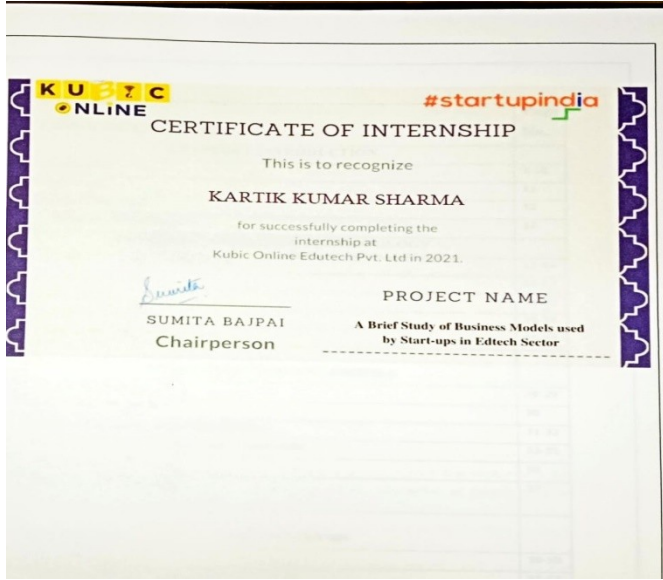 KUBIC
ONLiNE
#startupindia
CERTIFICATE OF INTERNSHIP
This is to recognize
KARTIK KUMAR SHARMA
for successfully completing the
internship at
Kubic Online Edutech Pvt. Ltd in 2021.
Sumita
SUMITA BAJPAI
Chairperson
PROJECT NAME
A Brief Study of Business Models used
by Start-ups in Edtech Sector